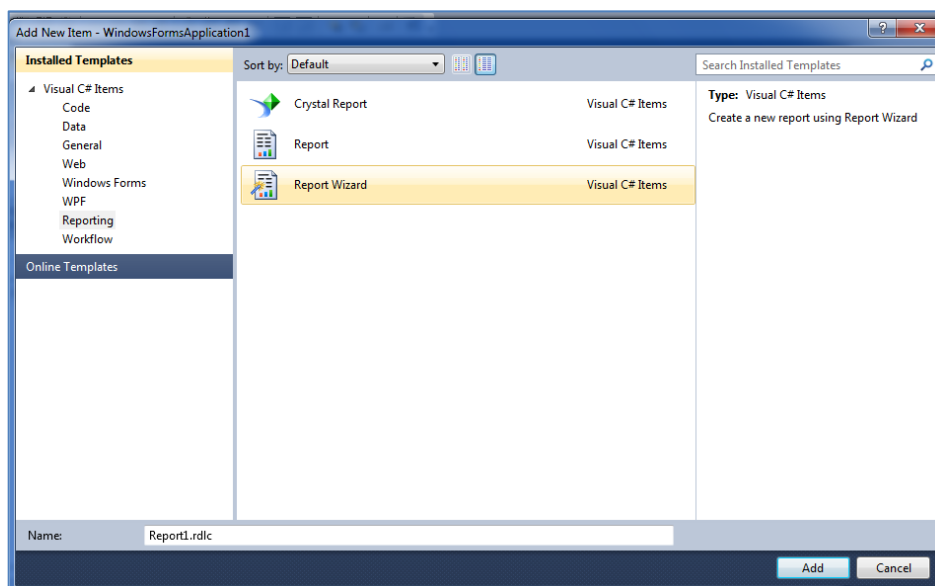 Add New Item - WindowsFormsApplication1
Installed Templates
Sort by: Default
Search Installed Templates
Visual C# Items
Code
Data
General
Web
Windows Forms
WPF
Reporting
Workflow
Online Templates
Crystal Report Visual C# Items
Report Visual C# Items
Report Wizard Visual C# Items
Type: Visual C# Items
Create a new report using Report Wizard
Name: Report1.rdlc
Add Cancel